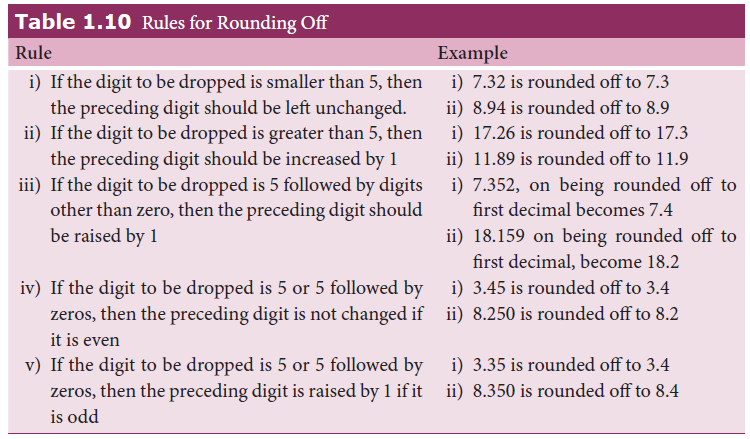 Table 1.10 Rules for Rounding Off
Rule Example
i) If the digit to be dropped is smaller than 5, then
the preceding digit should be left unchanged.
i) 7.32 is rounded off to 7.3
ii) 8.94 is rounded off to 8.9
ii) If the digit to be dropped is greater than 5, then
the preceding digit should be increased by 1
i) 17.26 is rounded off to 17.3
ii) 11.89 is rounded off to 11.9
iii) If the digit to be dropped is 5 followed by digits
other than zero, then the preceding digit should
be raised by 1
i) 7.352, on being rounded off to
first decimal becomes 7.4
ii) 18.159 on being rounded off to
first decimal, become 18.2
iv) If the digit to be dropped is 5 or 5 followed by
zeros, then the preceding digit is not changed if
it is even
i) 3.45 is rounded off to 3.4
ii) 8.250 is rounded off to 8.2
v) If the digit to be dropped is 5 or 5 followed by
zeros, then the preceding digit is raised by 1 if it
is odd
i) 3.35 is rounded off to 3.4
ii) 8.350 is rounded off to 8.4